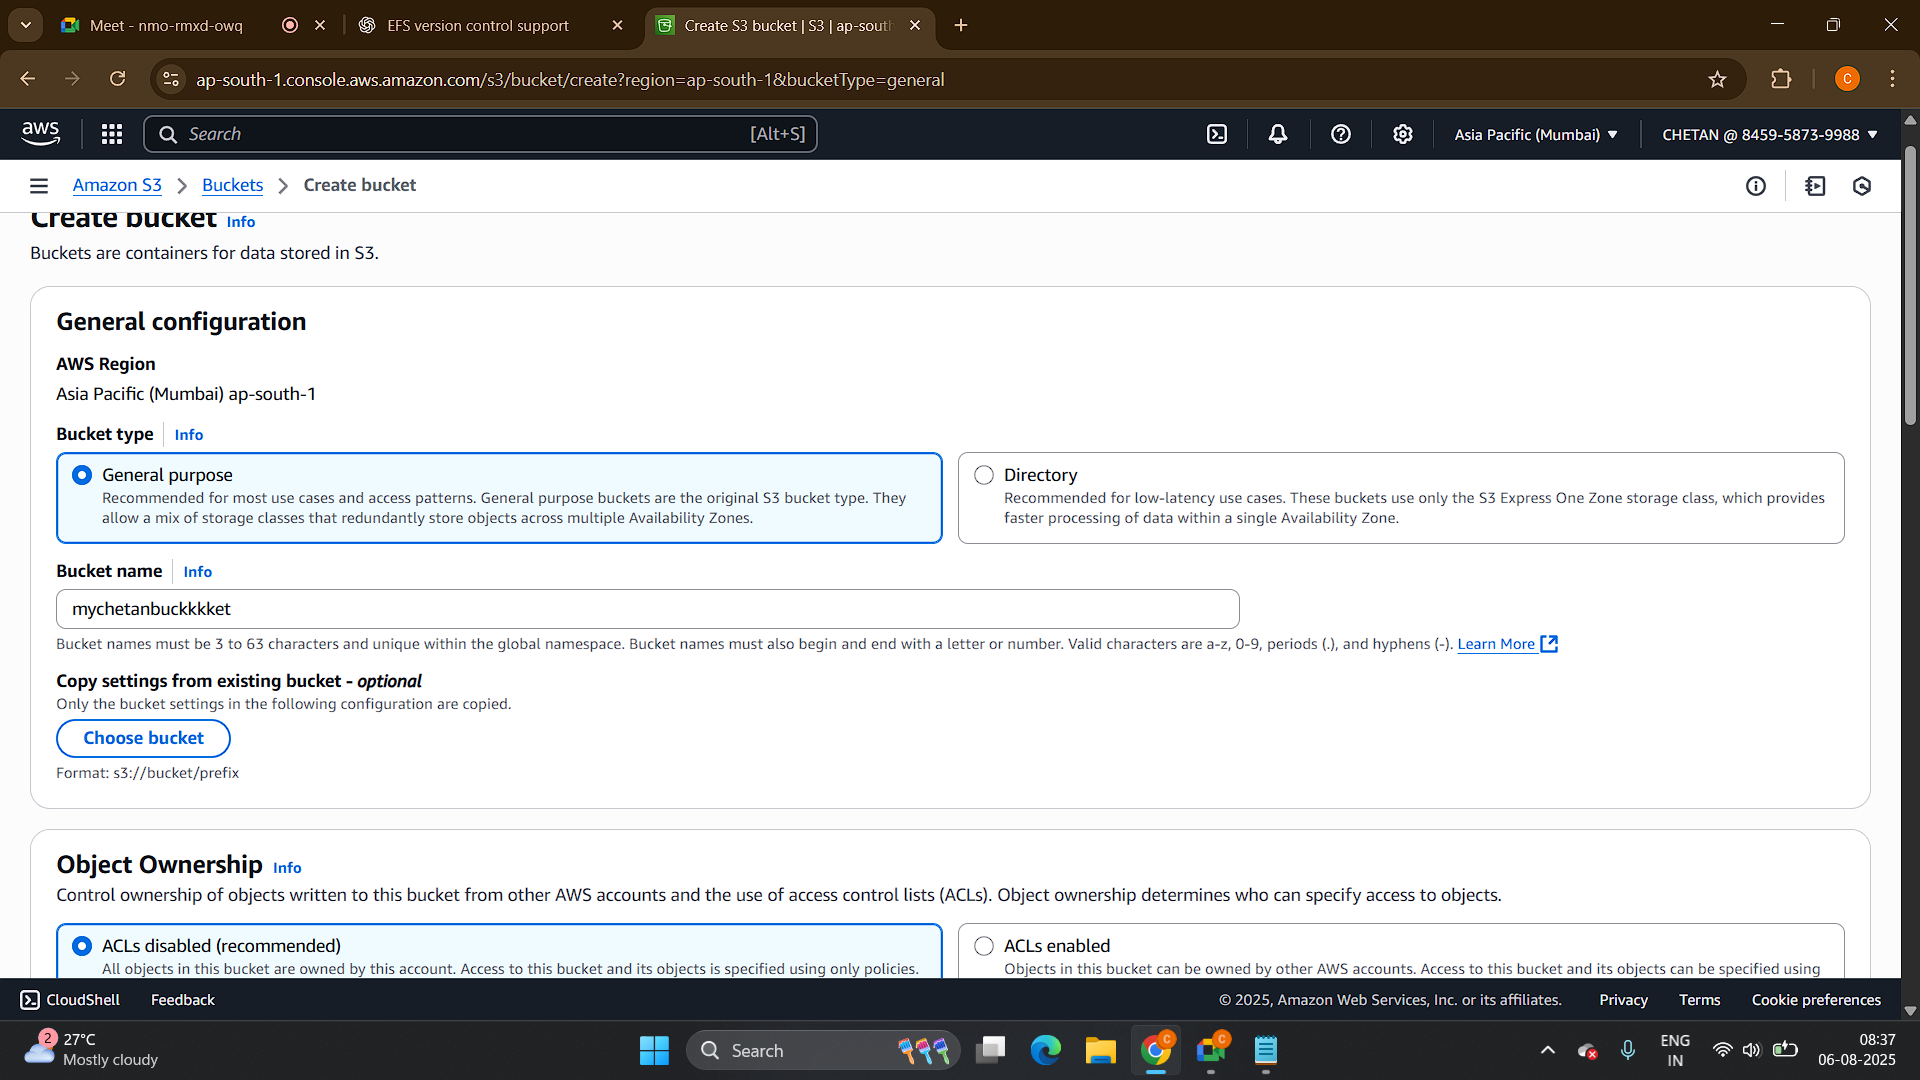 Meet - nmo-rmxd-owq
EFS version control support
Create S3 bucket | S3 | ap-sout
ap-south-1.console.aws.amazon.com/s3/bucket/create?region=ap-south-1&bucketType=general
C
aws
Search
[Alt+S]
Asia Pacific (Mumbai)
CHETAN @ 8459-5873-9988
Amazon S3 > Buckets > Create bucket
Create bucket Info
Buckets are containers for data stored in S3.
General configuration
AWS Region
Asia Pacific (Mumbai) ap-south-1
Bucket type Info
General purpose
Recommended for most use cases and access patterns. General purpose buckets are the original S3 bucket type. They
allow a mix of storage classes that redundantly store objects across multiple Availability Zones.
Directory
Recommended for low-latency use cases. These buckets use only the S3 Express One Zone storage class, which provides
faster processing of data within a single Availability Zone.
Bucket name Info
mychetanbuckkkket
Bucket names must be 3 to 63 characters and unique within the global namespace. Bucket names must also begin and end with a letter or number. Valid characters are a-z, 0-9, periods (.), and hyphens (-). Learn More
Copy settings from existing bucket - optional
Only the bucket settings in the following configuration are copied.
Choose bucket
Format: s3://bucket/prefix
Object Ownership Info
Control ownership of objects written to this bucket from other AWS accounts and the use of access control lists (ACLs). Object ownership determines who can specify access to objects.
ACLs disabled (recommended)
All objects in this bucket are owned by this account. Access to this bucket and its objects is specified using only policies.
ACLs enabled
Objects in this bucket can be owned by other AWS accounts. Access to this bucket and its objects can be specified using
CloudShell
Feedback
© 2025, Amazon Web Services, Inc. or its affiliates.
Privacy
Terms
Cookie preferences
2
27°C
Mostly cloudy
Search
C
C
ENG
IN
08:37
06-08-2025